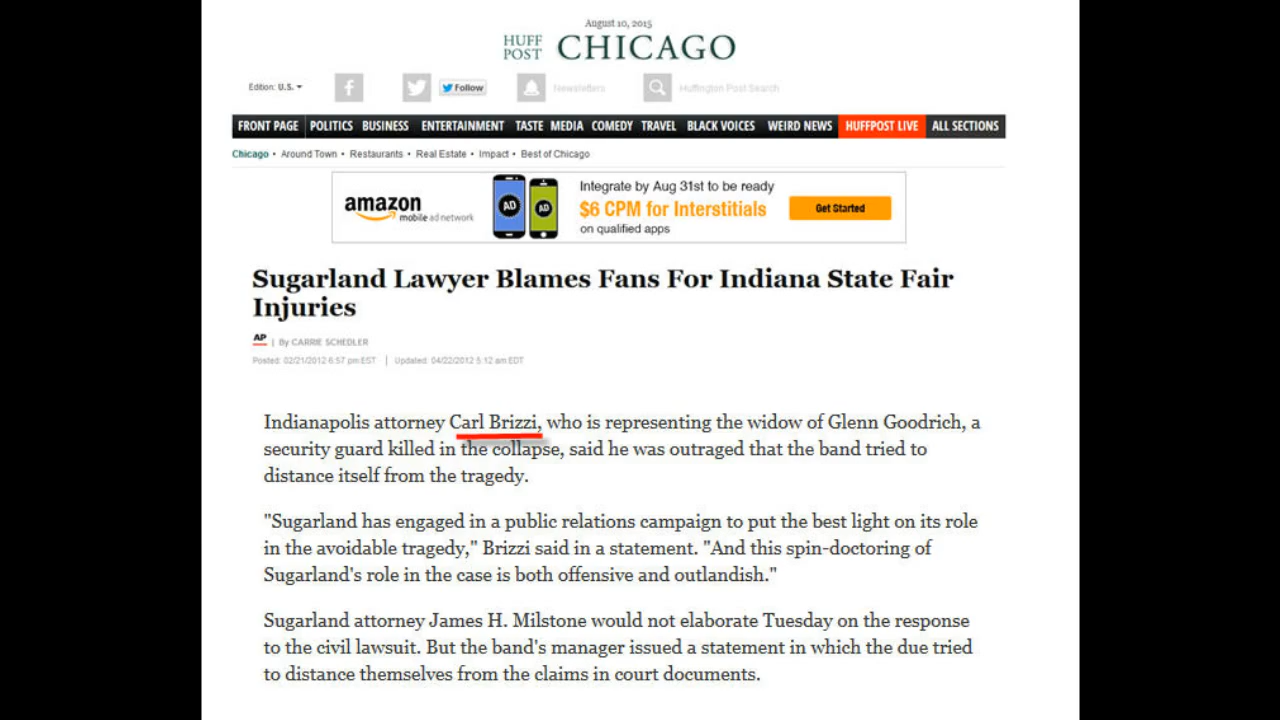 August 10, 2015
HUFF
POST
CHICAGO
Edition: U.S.
f
Follow
Newsletters
Huffington Post Search
FRONT PAGE POLITICS BUSINESS ENTERTAINMENT TASTE MEDIA COMEDY TRAVEL BLACK VOICES WEIRD NEWS HUFFPOST LIVE ALL SECTIONS
Chicago • Around Town • Restaurants • Real Estate • Impact • Best of Chicago
amazon
mobile ad network
AD
AD
Integrate by Aug 31st to be ready
$6 CPM for Interstitials
on qualified apps
Get Started
Sugarland Lawyer Blames Fans For Indiana State Fair
Injuries
AP | By CARRIE SCHEDLER
Posted: 02/21/2012 6:57 pm EST | Updated: 04/22/2012 5:12 am EDT
Indianapolis attorney Carl Brizzi, who is representing the widow of Glenn Goodrich, a
security guard killed in the collapse, said he was outraged that the band tried to
distance itself from the tragedy.
"Sugarland has engaged in a public relations campaign to put the best light on its role
in the avoidable tragedy," Brizzi said in a statement. "And this spin-doctoring of
Sugarland's role in the case is both offensive and outlandish."
Sugarland attorney James H. Milstone would not elaborate Tuesday on the response
to the civil lawsuit. But the band's manager issued a statement in which the due tried
to distance themselves from the claims in court documents.